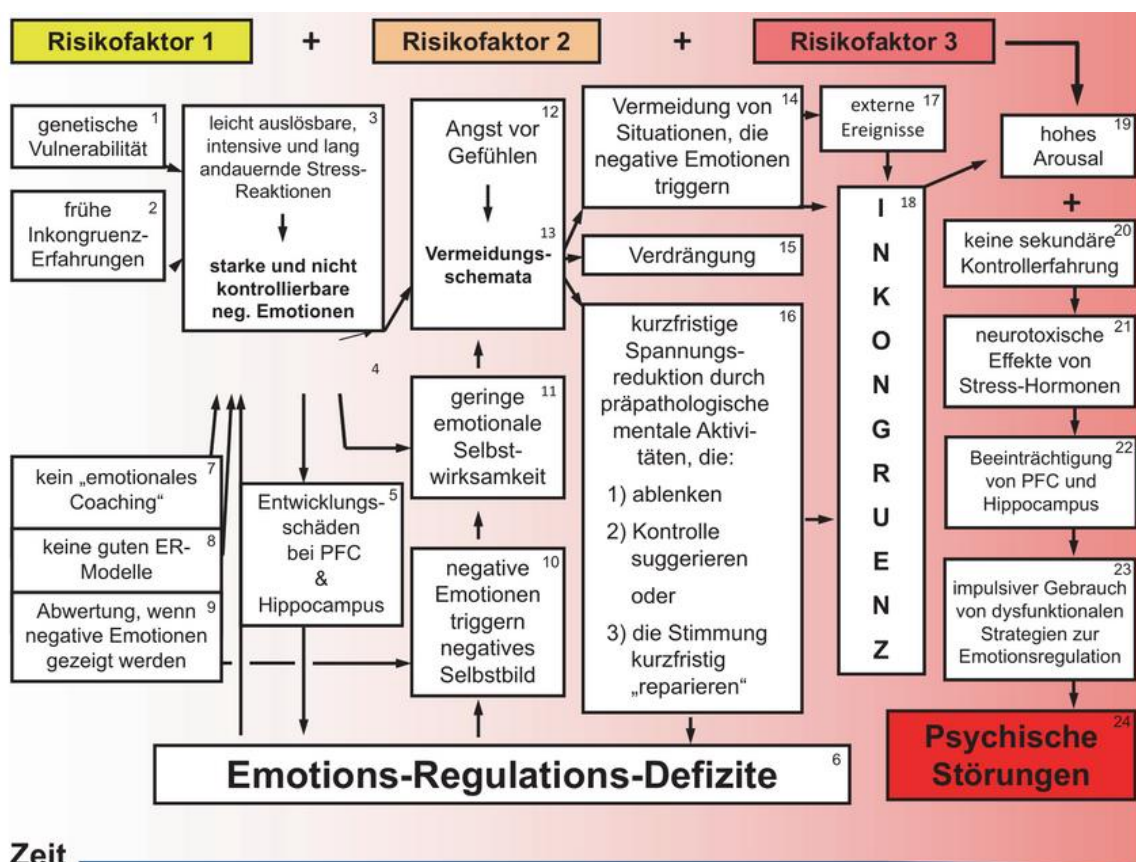 Risikofaktor 1
+
Risikofaktor 2
+
Risikofaktor 3
1
genetische
Vulnerabilität
2
frühe
Inkongruenz-
Erfahrungen
3
leicht auslösbare,
intensive und lang
andauernde Stress-
Reaktionen
starke und nicht
kontrollierbare
neg. Emotionen
4
5
Entwicklungs-
schäden
bei PFC
&
Hippocampus
6
Emotions-Regulations-Defizite
7
kein „emotionales
Coaching“
8
keine guten ER-
Modelle
9
Abwertung, wenn
negative Emotionen
gezeigt werden
10
negative
Emotionen
triggern
negatives
Selbstbild
11
geringe
emotionale
Selbst-
wirksamkeit
12
Angst vor
Gefühlen
13
Vermeidungs-
schemata
14
Vermeidung von
Situationen, die
negative Emotionen
triggern
15
Verdrängung
16
kurzfristige
Spannungs-
reduktion durch
präpathologische
mentale Aktivi-
täten, die:
1) ablenken
2) Kontrolle
suggerieren
oder
3) die Stimmung
kurzfristig
„reparieren“
17
externe
Ereignisse
18
I
N
K
O
N
G
R
U
E
N
Z
19
hohes
Arousal
+
20
keine sekundäre
Kontrollerfahrung
21
neurotoxische
Effekte von
Stress-Hormonen
22
Beeinträchtigung
von PFC und
Hippocampus
23
impulsiver Gebrauch
von dysfunktionalen
Strategien zur
Emotionsregulation
24
Psychische
Störungen
Zeit